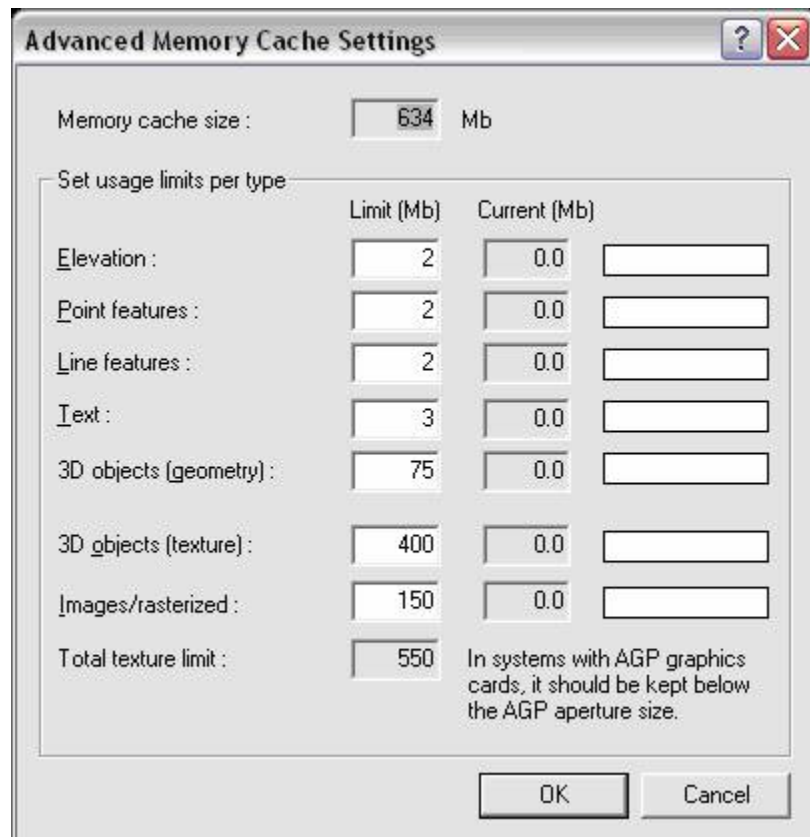 Advanced Memory Cache Settings
Memory cache size : 634 Mb
Set usage limits per type
Limit (Mb) Current (Mb)
Elevation : 2 0.0
Point features : 2 0.0
Line features : 2 0.0
Text : 3 0.0
3D objects (geometry) : 75 0.0
3D objects (texture) : 400 0.0
Images/rasterized : 150 0.0
Total texture limit : 550 In systems with AGP graphics
cards, it should be kept below
the AGP aperture size.
OK Cancel